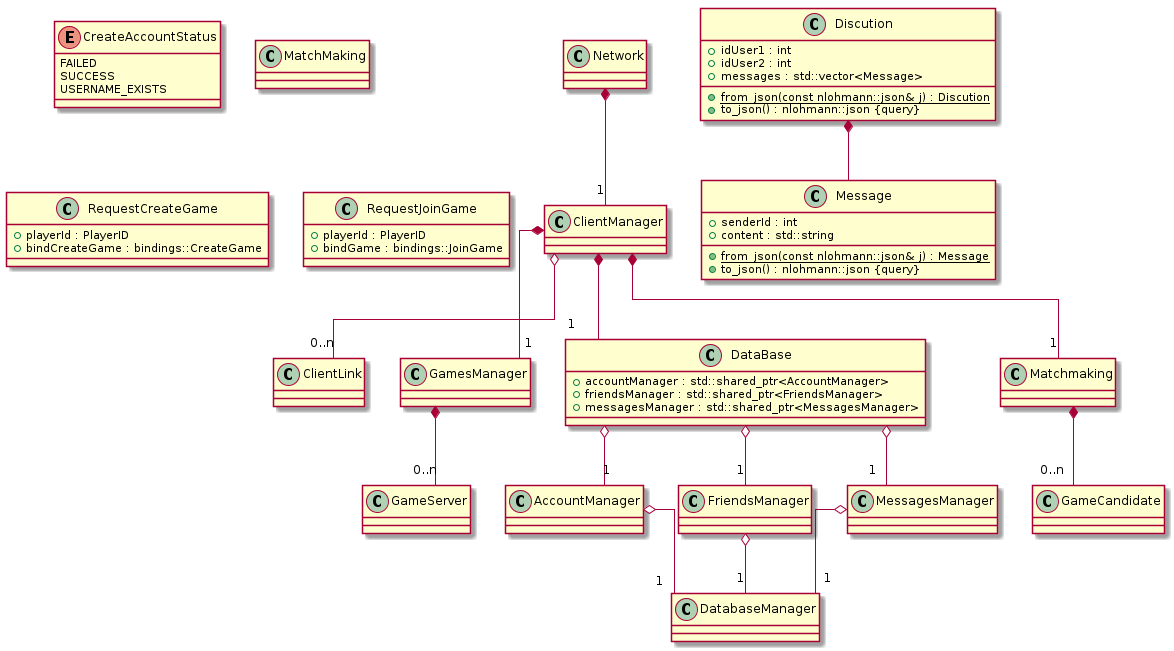 E CreateAccountStatus
FAILED
SUCCESS
USERNAME_EXISTS
C MatchMaking
C Network
C Discution
idUser1 : int
idUser2 : int
messages : std::vector<Message>
from_json(const nlohmann::json& j) : Discution
to_json() : nlohmann::json {query}
1
C RequestCreateGame
playerId : PlayerID
bindCreateGame : bindings::CreateGame
C RequestJoinGame
playerId : PlayerID
bindGame : bindings::JoinGame
C ClientManager
C Message
senderId : int
content : std::string
from_json(const nlohmann::json& j) : Message
to_json() : nlohmann::json {query}
0..n
1
1
1
C ClientLink
C GamesManager
C DataBase
accountManager : std::shared_ptr<AccountManager>
friendsManager : std::shared_ptr<FriendsManager>
messagesManager : std::shared_ptr<MessagesManager>
C Matchmaking
0..n
1
1
1
0..n
C GameServer
C AccountManager
C FriendsManager
C MessagesManager
C GameCandidate
1
1
1
C DatabaseManager